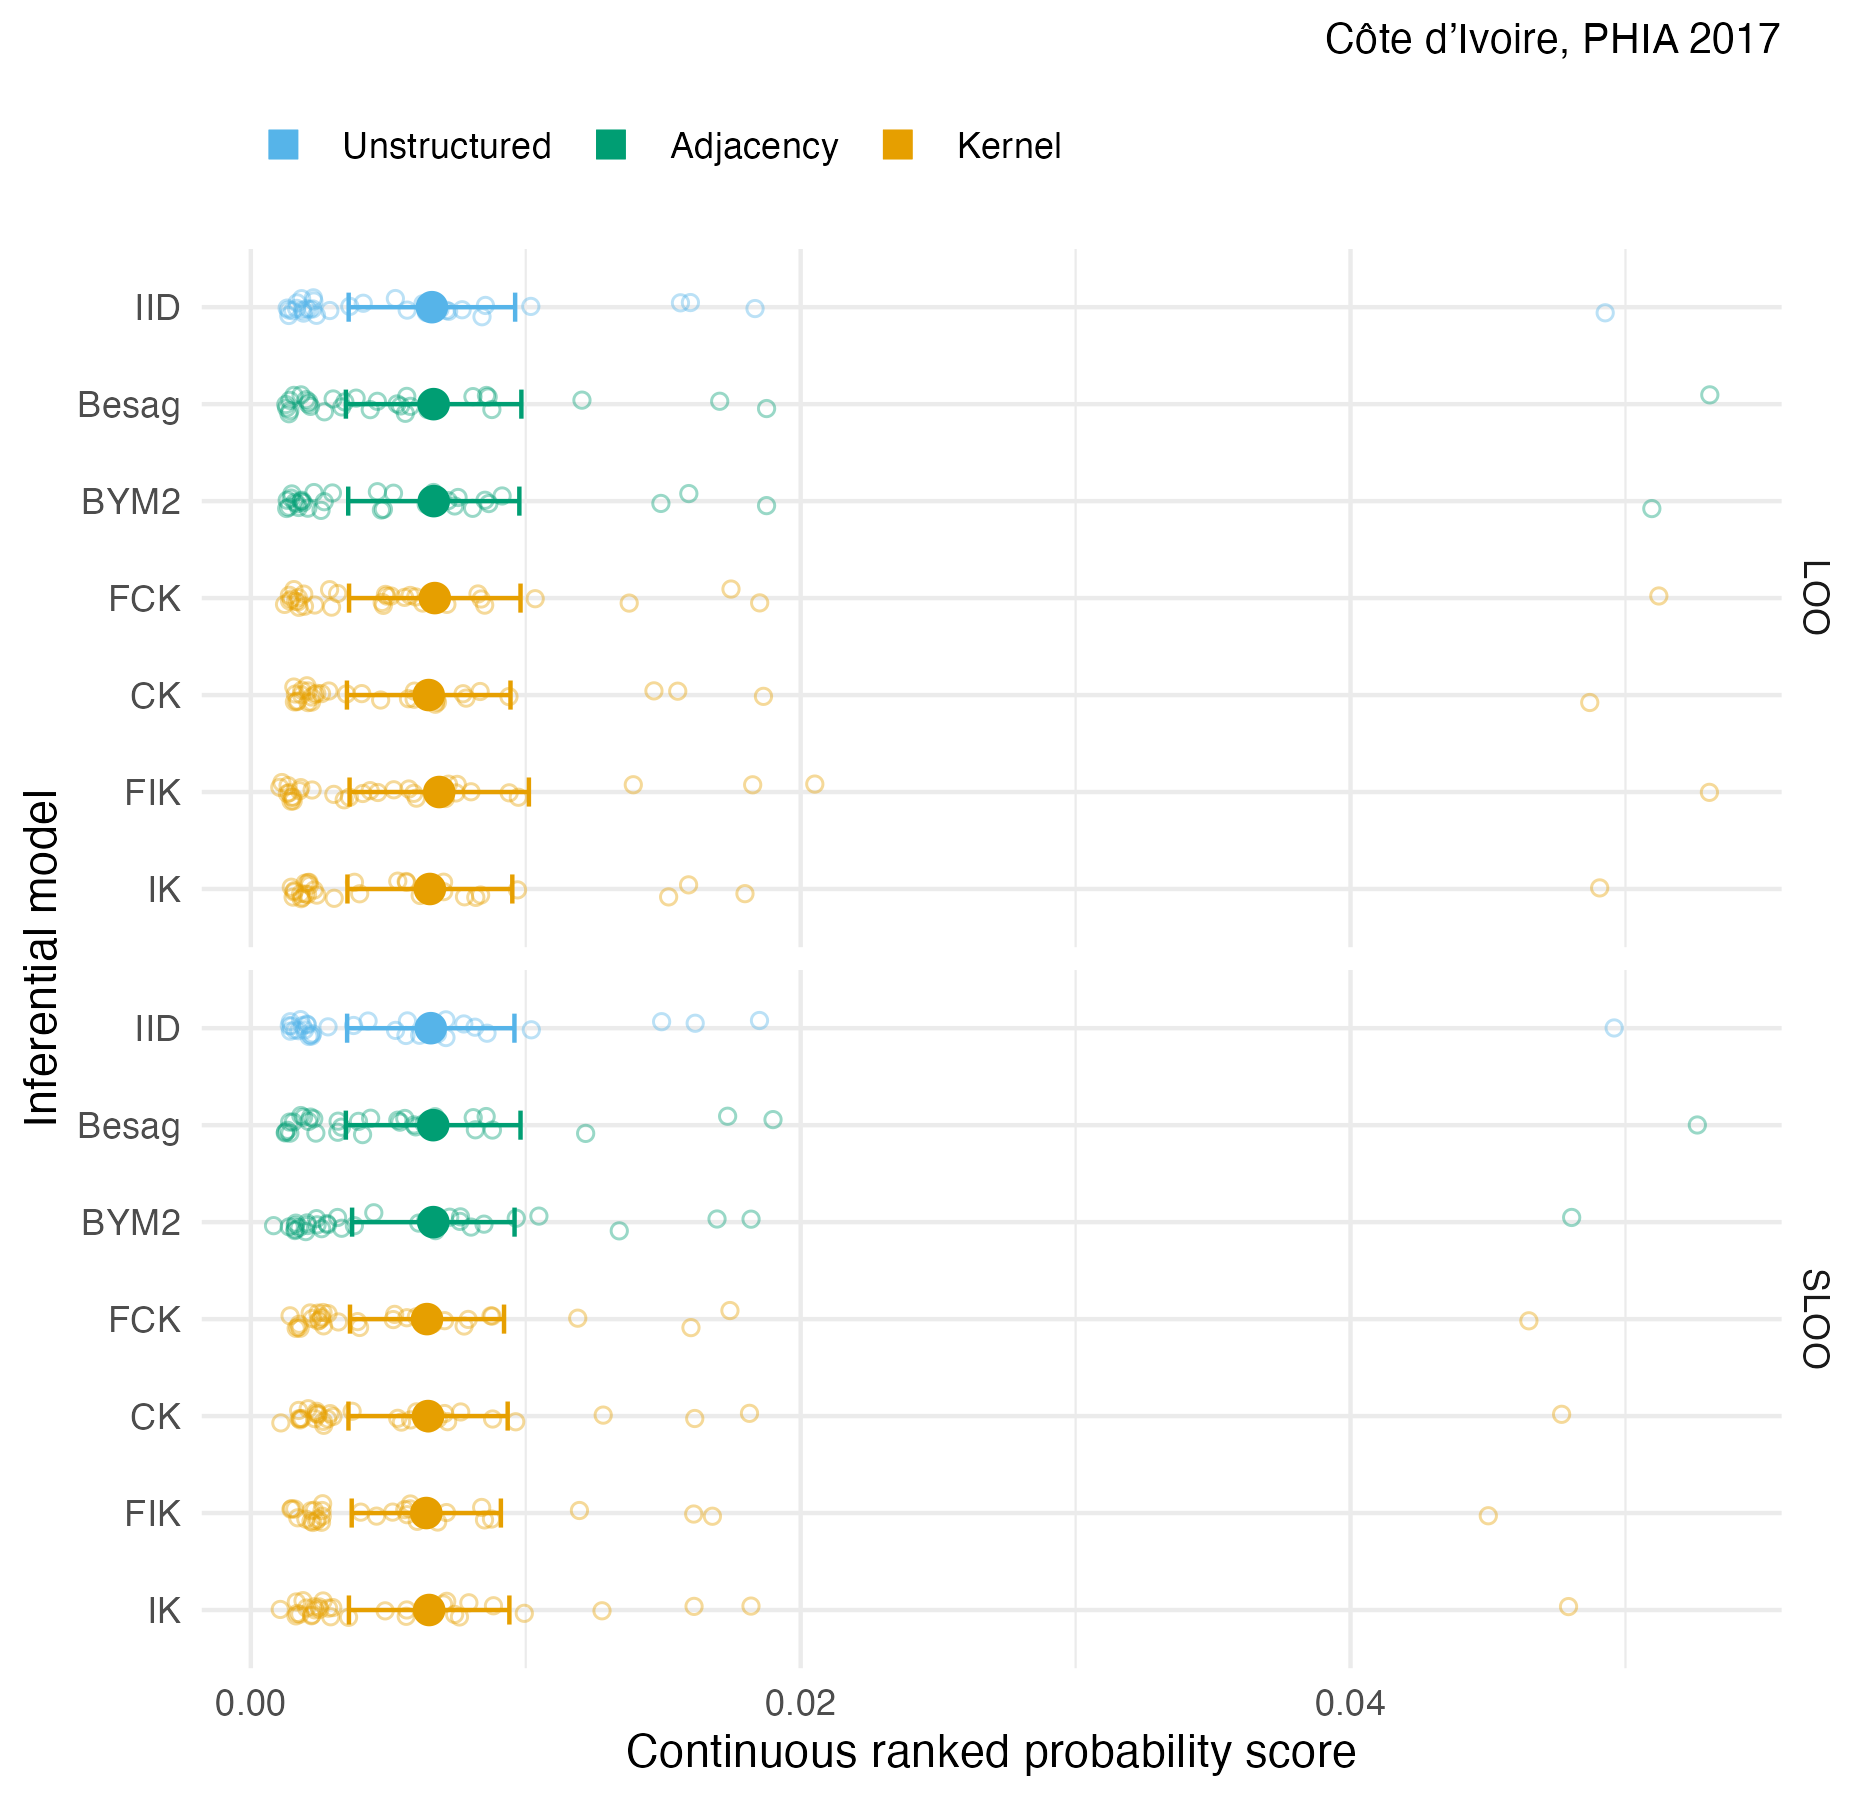 Côte d’Ivoire, PHIA 2017
Unstructured
Adjacency
Kernel
Inferential model
IID
Besag
BYM2
FCK
CK
FIK
IK
LOO
IID
Besag
BYM2
FCK
CK
FIK
IK
SLOO
0.00
0.02
0.04
Continuous ranked probability score